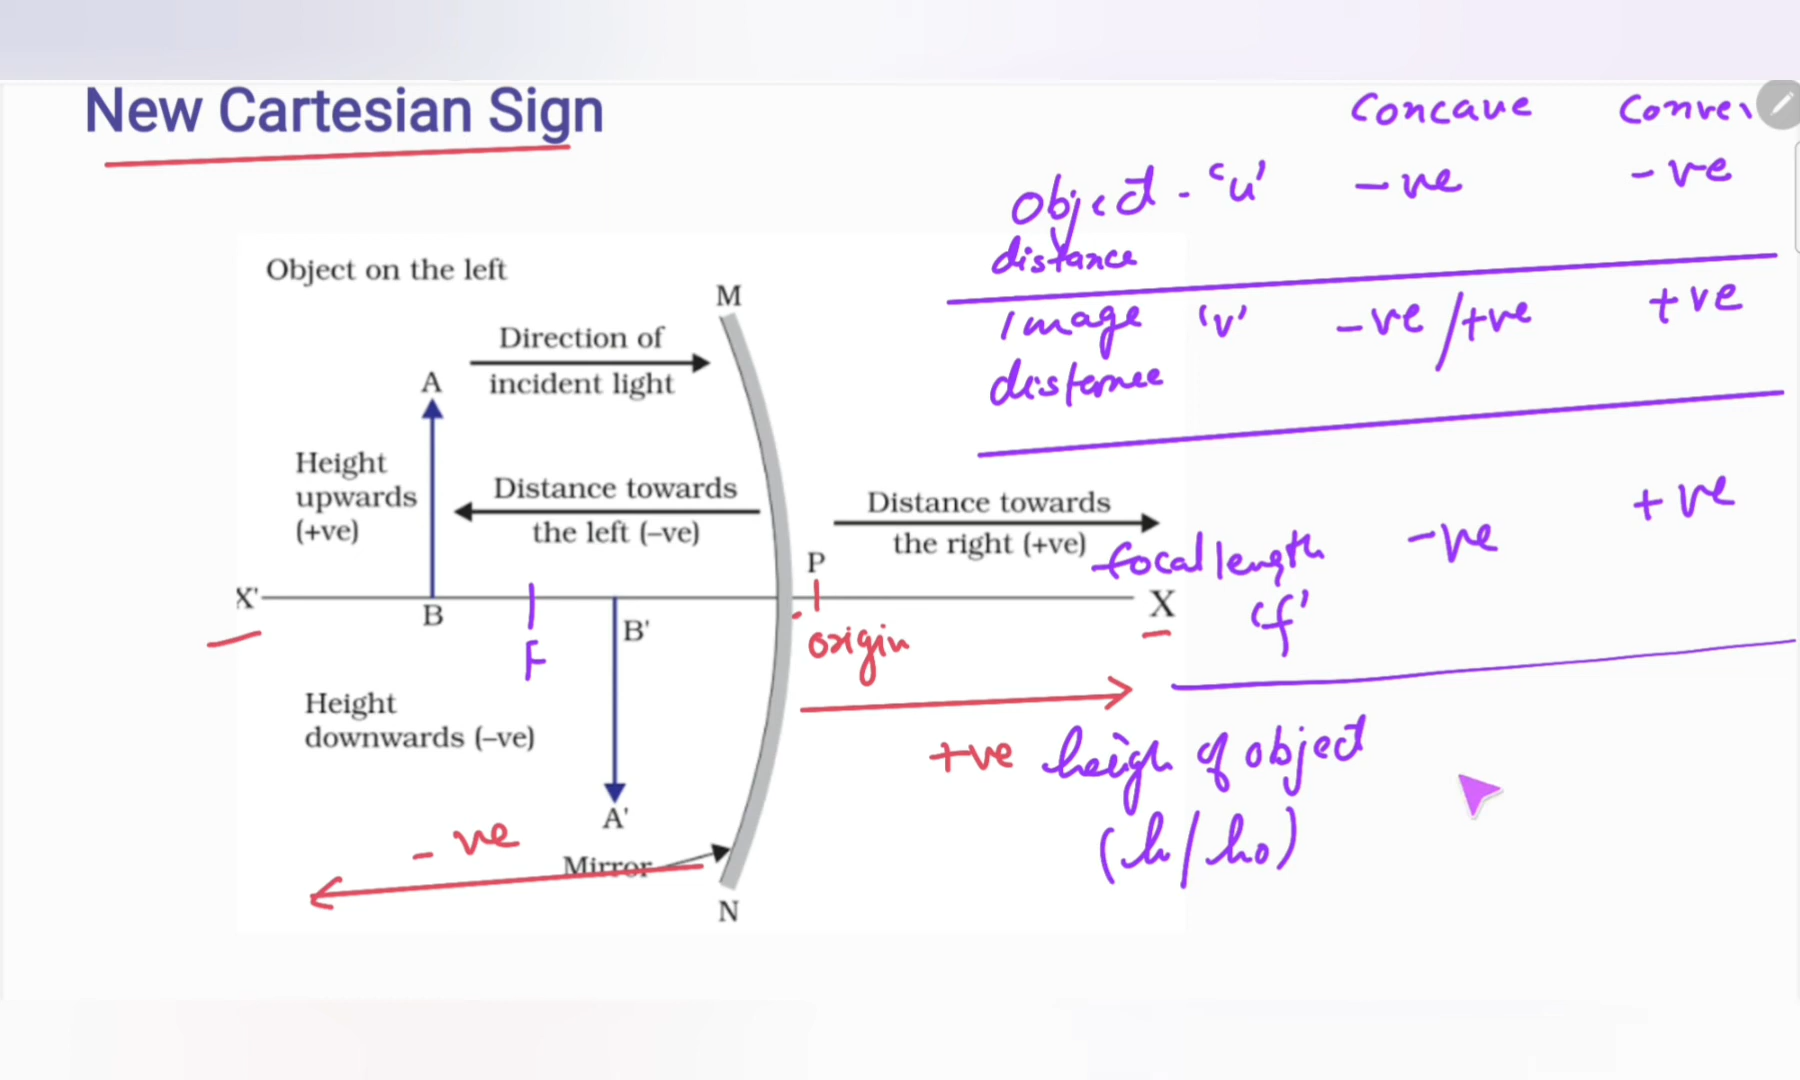 New Cartesian Sign
Concave
Object - 'u' -ve -ve
distance
Image 'v' -ve/+ve +ve
distance
focal length -ve +ve
'f'
+ve heigh of object
(h/ho)
Object on the left
M
Direction of
incident light
A
Height
upwards
(+ve)
Distance towards
the left (–ve)
Distance towards
the right (+ve)
P
X'
B
F
B'
origin
X
Height
downwards (–ve)
A'
- ve
Mirror
N